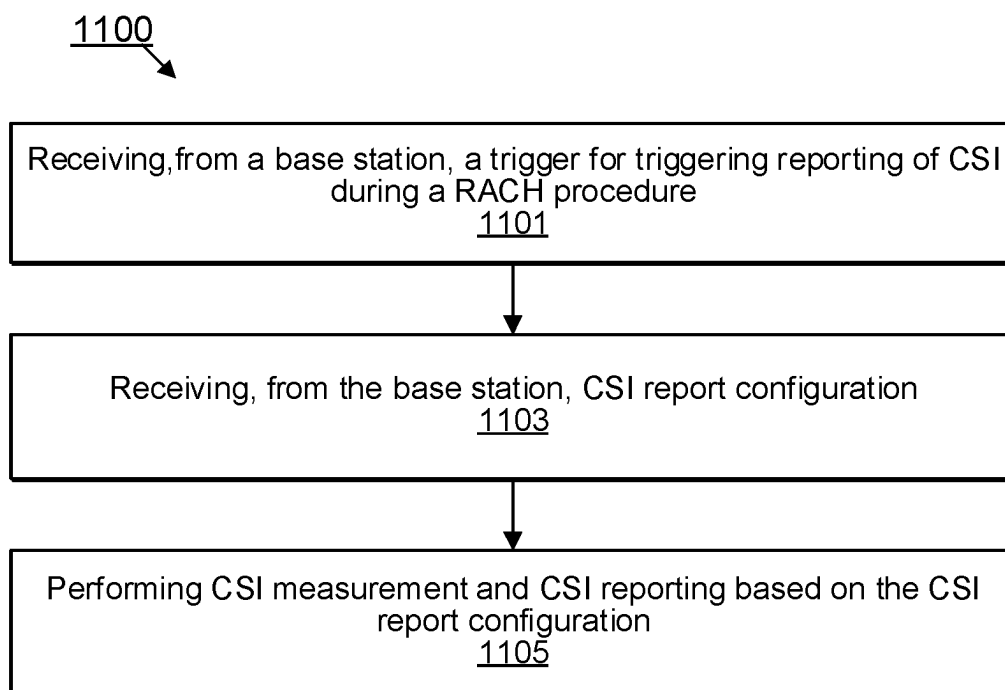 1100
Receiving,from a base station, a trigger for triggering reporting of CSI
during a RACH procedure
1101
Receiving, from the base station, CSI report configuration
1103
Performing CSI measurement and CSI reporting based on the CSI
report configuration
1105